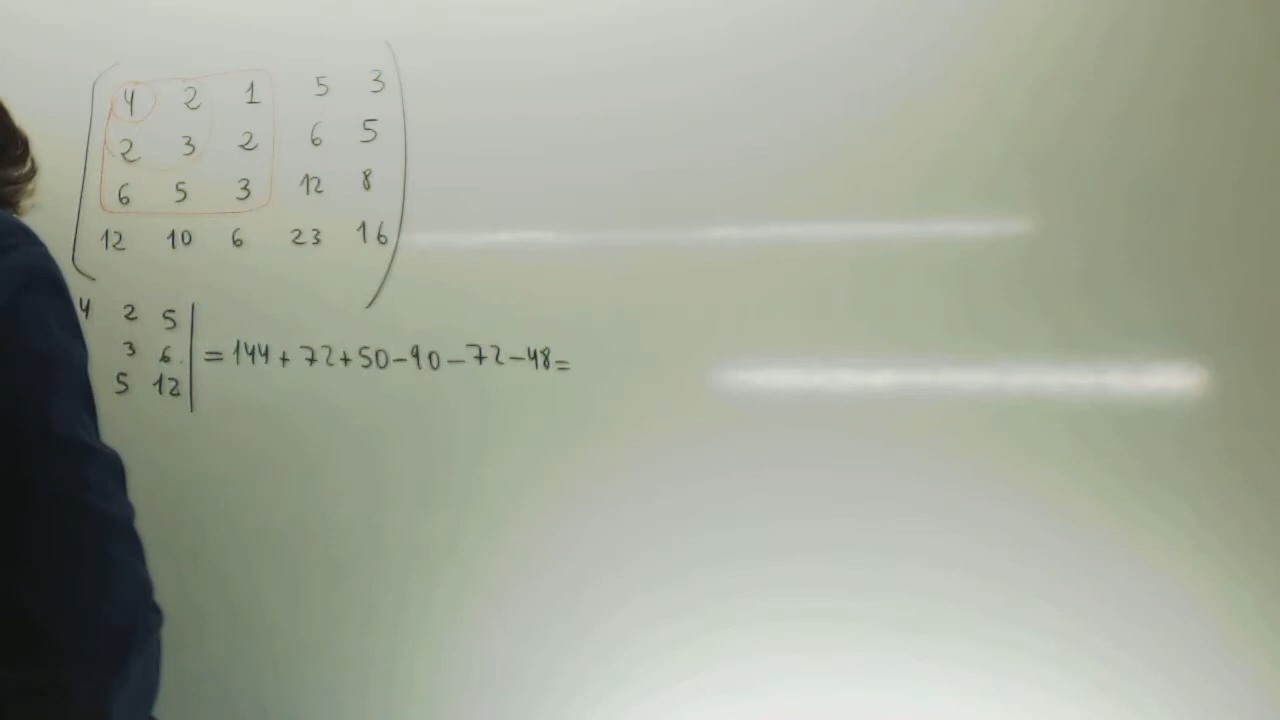 4 2 1 5 3
2 3 2 6 5
6 5 3 12 8
12 10 6 23 16
4 2 5
3 6 = 144 + 72 + 50 - 90 - 72 - 48 =
5 12